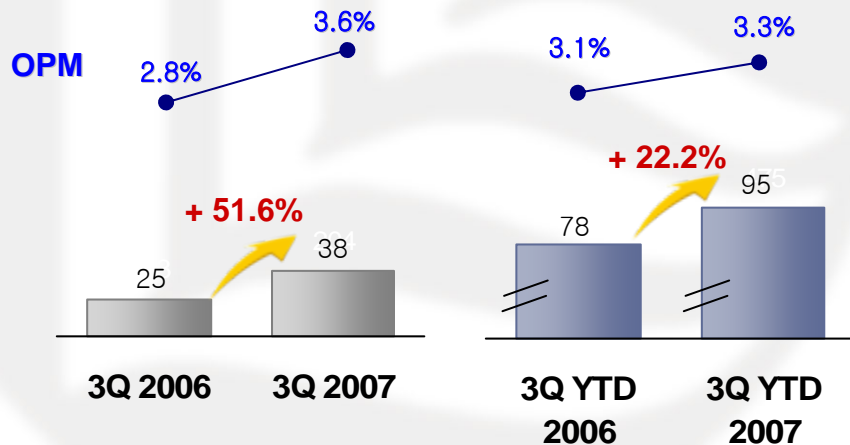 OPM
2.8%
3.6%
+ 51.6%
25
38
3Q 2006
3Q 2007
3.1%
3.3%
+ 22.2%
78
95
3Q YTD
2006
3Q YTD
2007